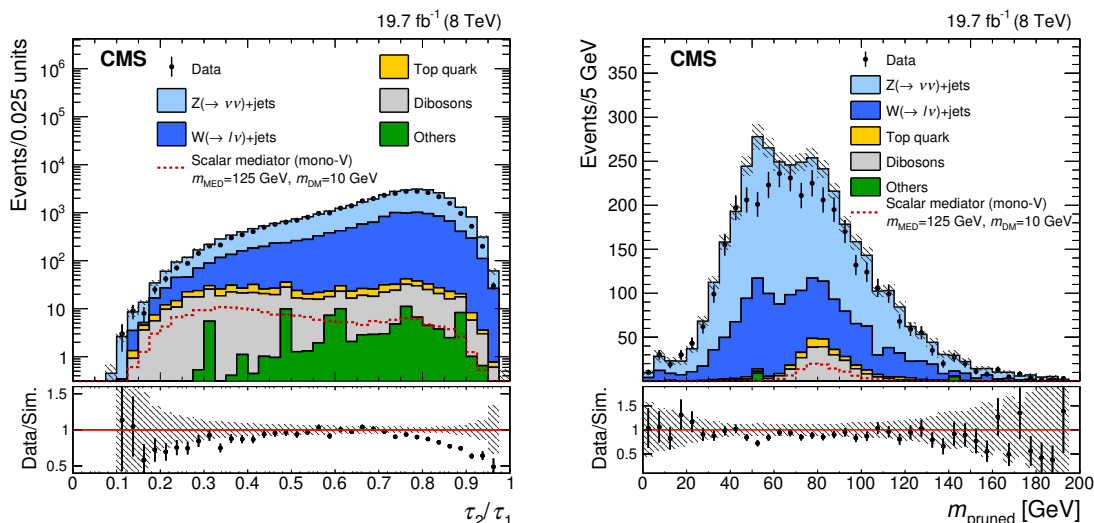 19.7 fb⁻¹ (8 TeV)
Events/0.025 units
CMS
Data
Z(→ νν)+jets
W(→ lν)+jets
Top quark
Dibosons
Others
Scalar mediator (mono-V)
m_MED=125 GeV, m_DM=10 GeV
10⁶
10⁵
10⁴
10³
10²
10
1
Data/Sim.
1.5
1
0.5
0 0.1 0.2 0.3 0.4 0.5 0.6 0.7 0.8 0.9 1
τ₂/τ₁
19.7 fb⁻¹ (8 TeV)
Events/5 GeV
CMS
Data
Z(→ νν)+jets
W(→ lν)+jets
Top quark
Dibosons
Others
Scalar mediator (mono-V)
m_MED=125 GeV, m_DM=10 GeV
350
300
250
200
150
100
50
Data/Sim.
1.5
1
0.5
0 20 40 60 80 100 120 140 160 180 200
m_pruned [GeV]